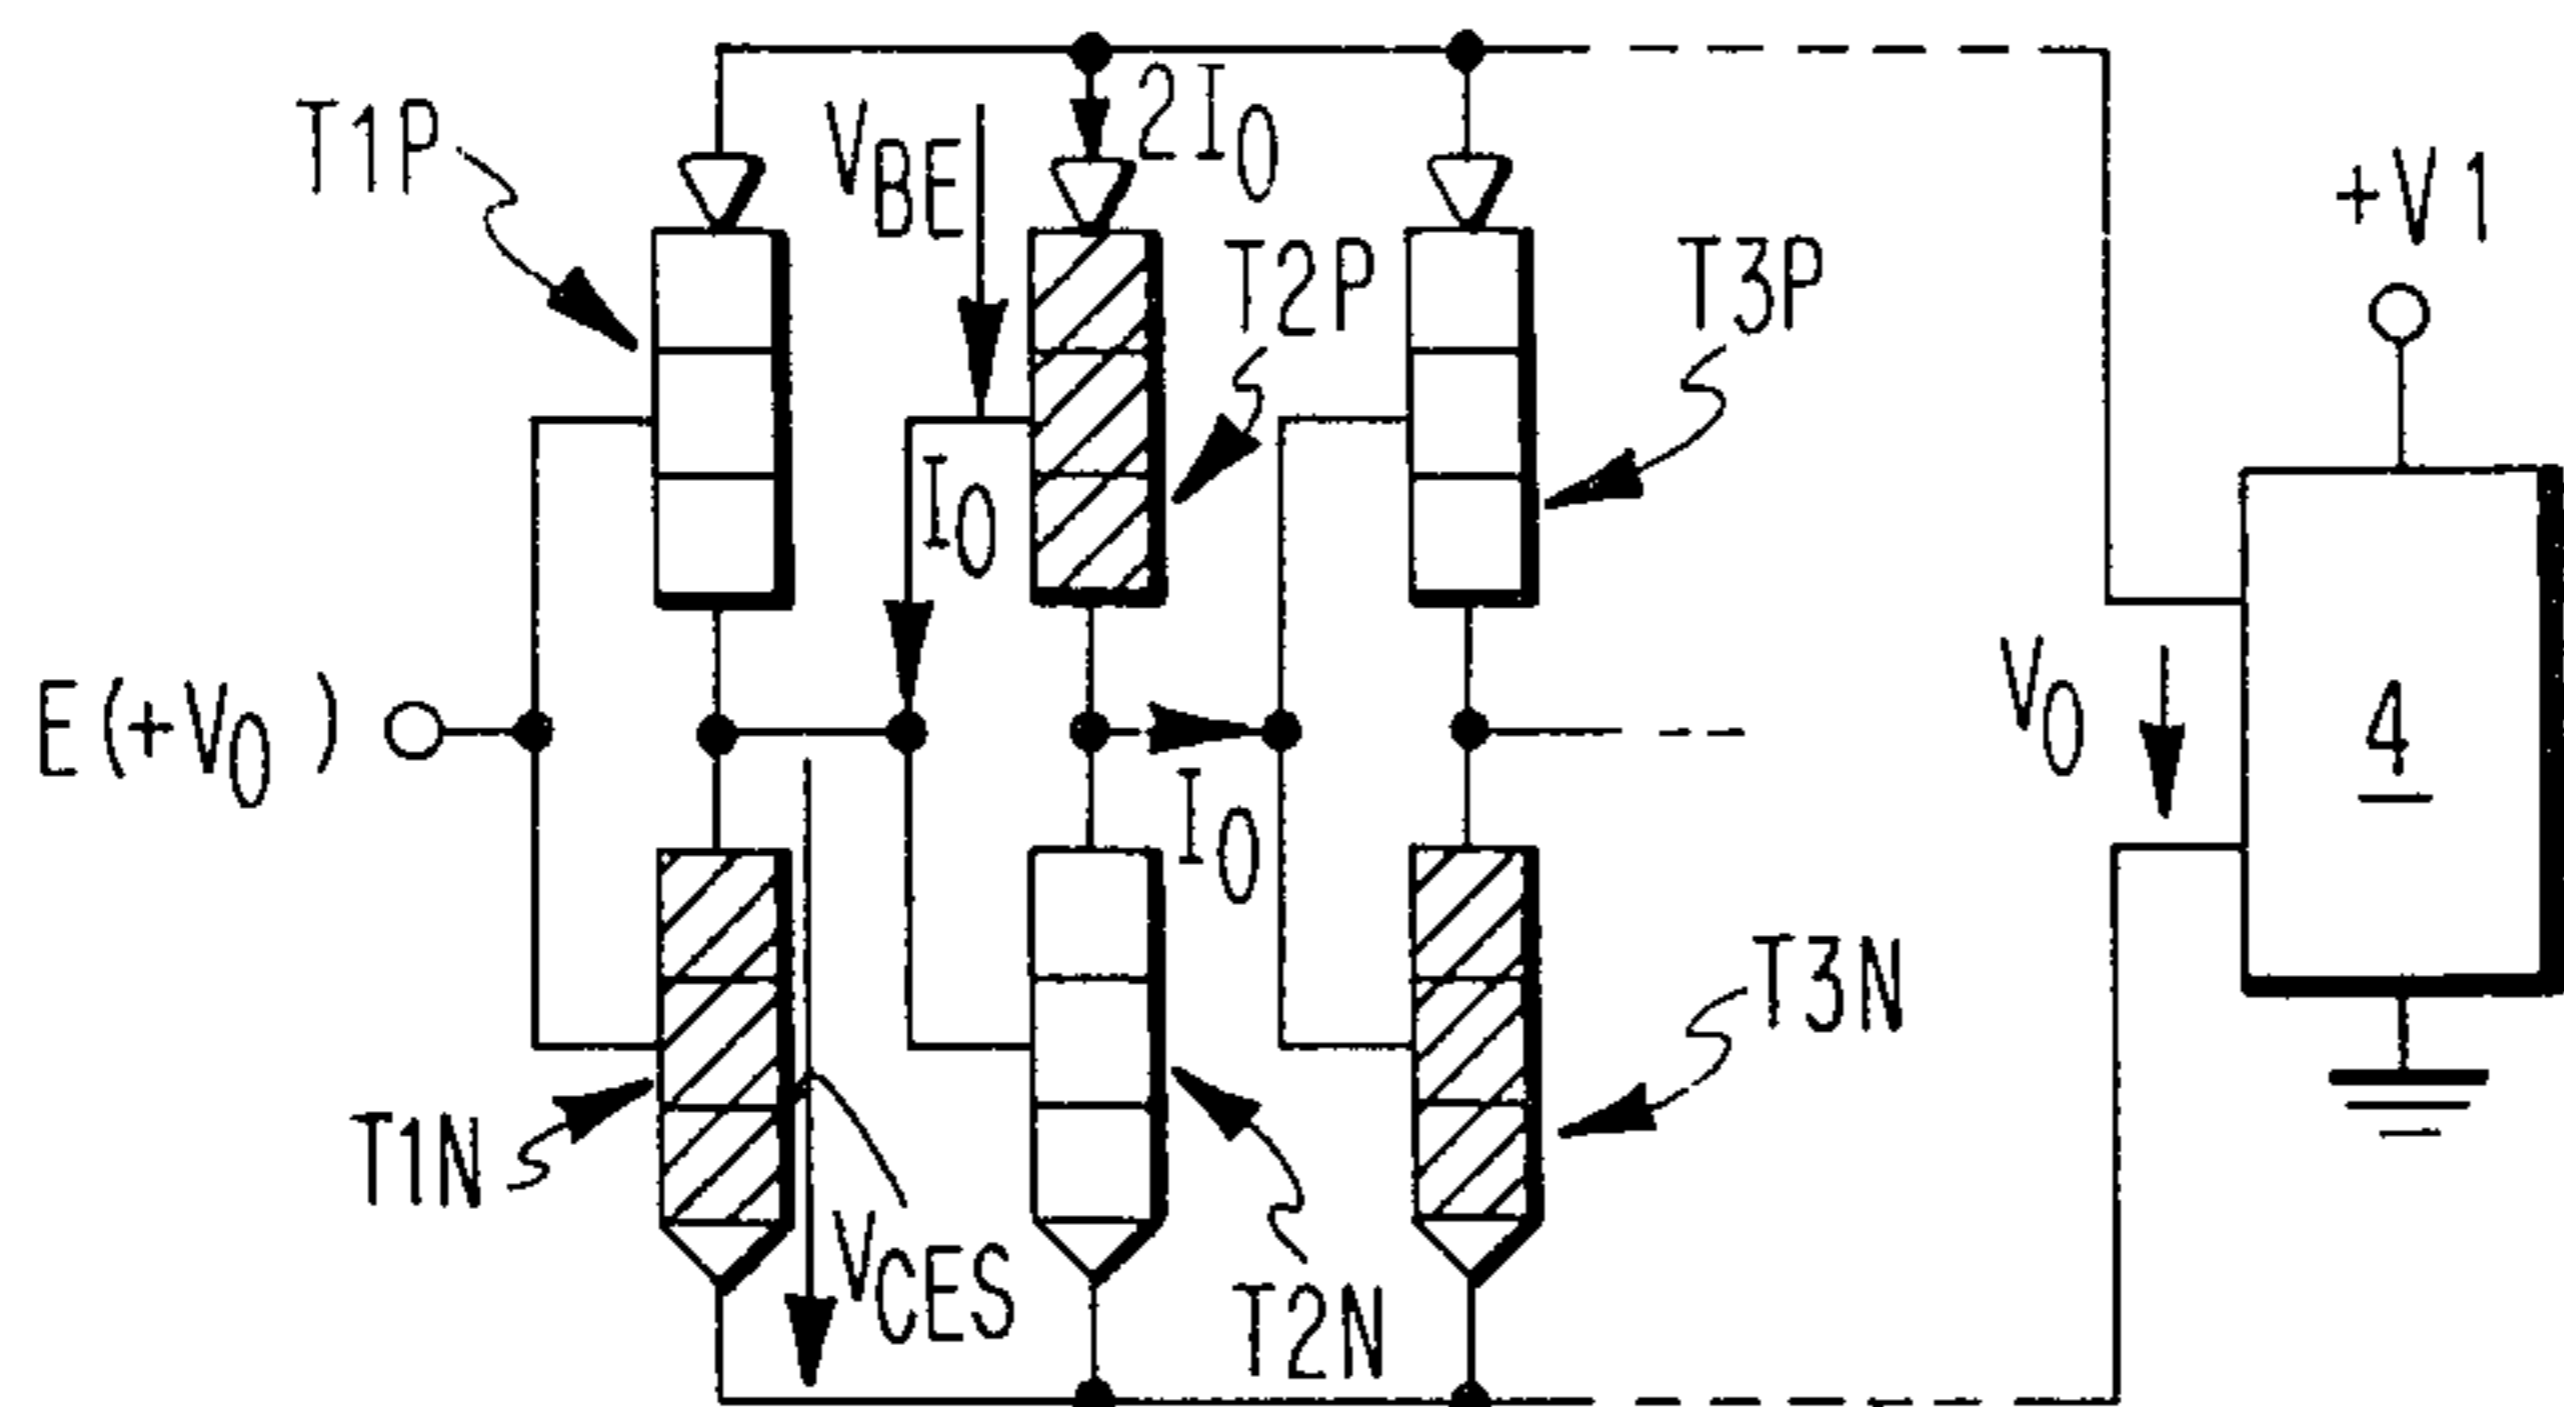 T1P
V_BE
2I_0
T2P
T3P
+V1
I_0
E(+V_0)
I_0
V_0
4
T1N
V_CES
T2N
T3N